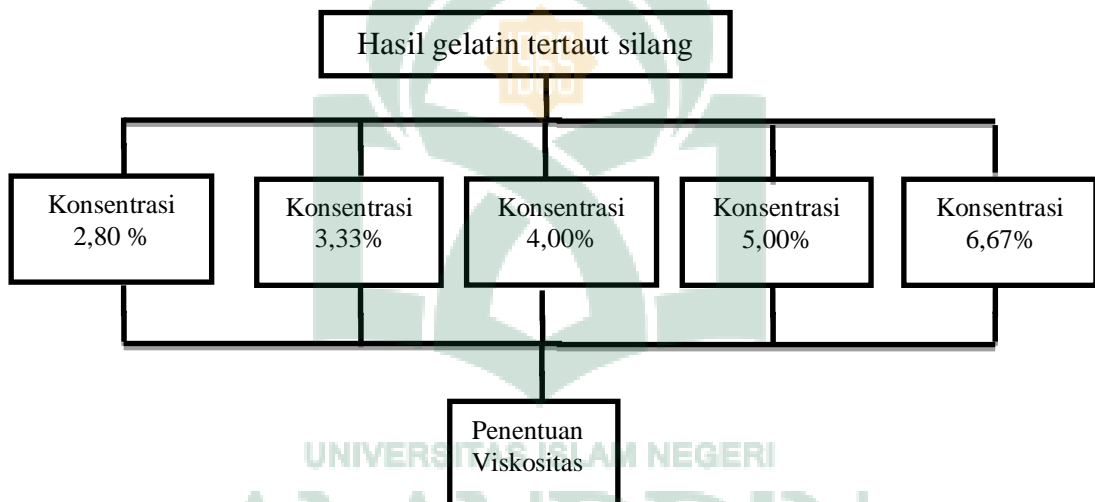 Hasil gelatin tertaut silang
1965
Konsentrasi
2,80 %
Konsentrasi
3,33%
Konsentrasi
4,00%
Konsentrasi
5,00%
Konsentrasi
6,67%
Penentuan
Viskositas
UNIVERSITAS ISLAM NEGERI